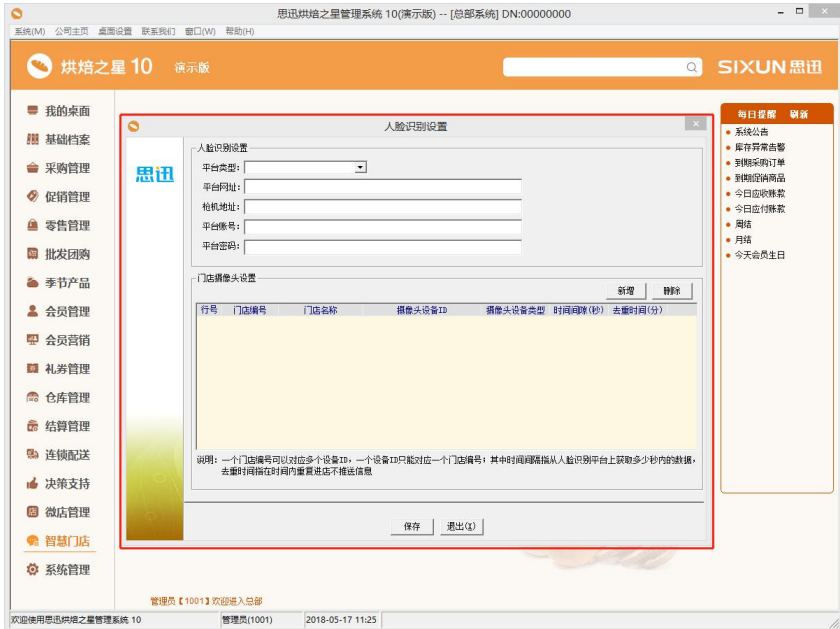 思迅烘焙之星管理系统 10(演示版) -- [总部系统] DN:00000000
系统(M) 公司主页 桌面设置 联系我们 窗口(W) 帮助(H)
烘焙之星 10 演示版
SIXUN思迅
我的桌面
基础档案
采购管理
促销管理
零售管理
批发团购
季节产品
会员管理
会员营销
礼券管理
仓库管理
结算管理
连锁配送
决策支持
微店管理
智慧门店
系统管理
人脸识别设置
思迅
人脸识别设置
平台类型:
平台网址:
枪机地址:
平台账号:
平台密码:
门店摄像头设置
新增 删除
行号 门店编号 门店名称 摄像头设备ID 摄像头设备类型 时间间隙(秒) 去重时间(分)
说明: 一个门店编号可以对应多个设备ID, 一个设备ID只能对应一个门店编号; 其中时间间隔指从人脸识别平台上获取多少秒内的数据,
去重时间指在时间内重复进店不推送信息
保存 退出(X)
每日提醒 刷新
系统公告
库存异常告警
到期采购订单
到期促销商品
今日应收账款
今日应付账款
周结
月结
今天会员生日
管理员【1001】欢迎进入总部
欢迎使用思迅烘焙之星管理系统 10 管理员(1001) 2018-05-17 11:25